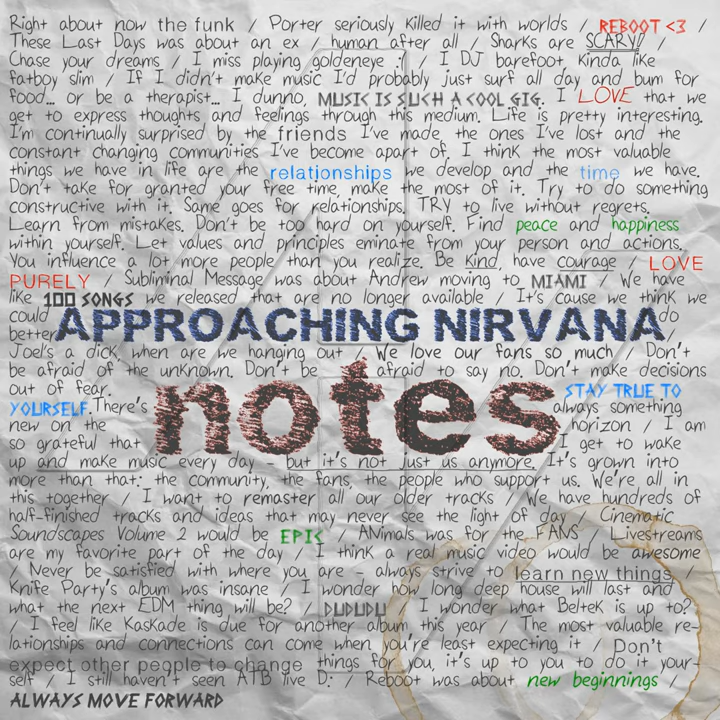 Right about now the funk / Porter seriously killed it with worlds / REBOOT <3 /
These Last Days was about an ex / human after all / Sharks are SCARY! /
Chase your dreams / I miss playing goldeneye :( / I DJ barefoot, kinda like
fatboy slim / If I didn't make music I'd probably just surf all day and bum for
food... or be a therapist... I dunno, MUSIC IS SUCH A COOL GIG. I LOVE that we
get to express thoughts and feelings through this medium. Life is pretty interesting.
I'm continually surprised by the friends I've made, the ones I've lost and the
constant changing communities I've become apart of. I think the most valuable
things we have in life are the relationships we develop and the time we have.
Don't take for granted your free time, make the most of it. Try to do something
constructive with it. Same goes for relationships. TRY to live without regrets.
Learn from mistakes. Don't be too hard on yourself. Find peace and happiness
within yourself. Let values and principles eminate from your person and actions.
You influence a lot more people than you realize. Be kind, have courage / LOVE
PURELY / Subliminal Message was about Andrew moving to MIAMI / We have
like 100 SONGS we released that are no longer available / It's cause we think we
could do
better
APPROACHING NIRVANA
/
Joel's a dick, when are we hanging out / We love our fans so much / Don't
be afraid of the unknown. Don't be afraid to say no. Don't make decisions
out of fear. STAY TRUE TO
notes
YOURSELF. There's always something
new on the horizon / I am
so grateful that I get to wake
up and make music every day - but it's not just us anymore. It's grown into
more than that: the community, the fans, the people who support us. We're all in
this together / I want to remaster all our older tracks / We have hundreds of
half-finished tracks and ideas that may never see the light of day / Cinematic
Soundscapes Volume 2 would be EPIC / ANimals was for the FANS / Livestreams
are my favorite part of the day / I think a real music video would be awesome
/ Never be satisfied with where you are - always strive to learn new things /
Knife Party's album was insane / I wonder how long deep house will last and
what the next EDM thing will be? DUDUDU / I wonder what Beltek is up to?
/ I feel like Kaskade is due for another album this year / The most valuable re-
lationships and connections can come when you're least expecting it / Don't
expect other people to change things for you, it's up to you to do it your-
self / I still haven't seen ATB live D: / Reboot was about new beginnings /
ALWAYS MOVE FORWARD